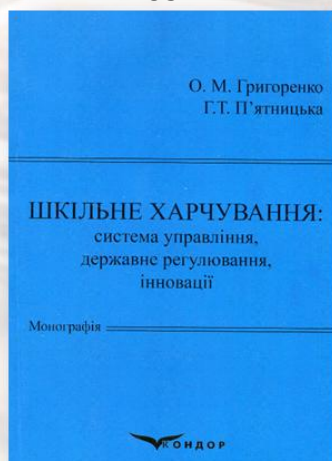 О. М. Григоренко
Г.Т. П'ятницька
ШКІЛЬНЕ ХАРЧУВАННЯ:
система управління,
державне регулювання,
інновації
Монографія
КОНДОР